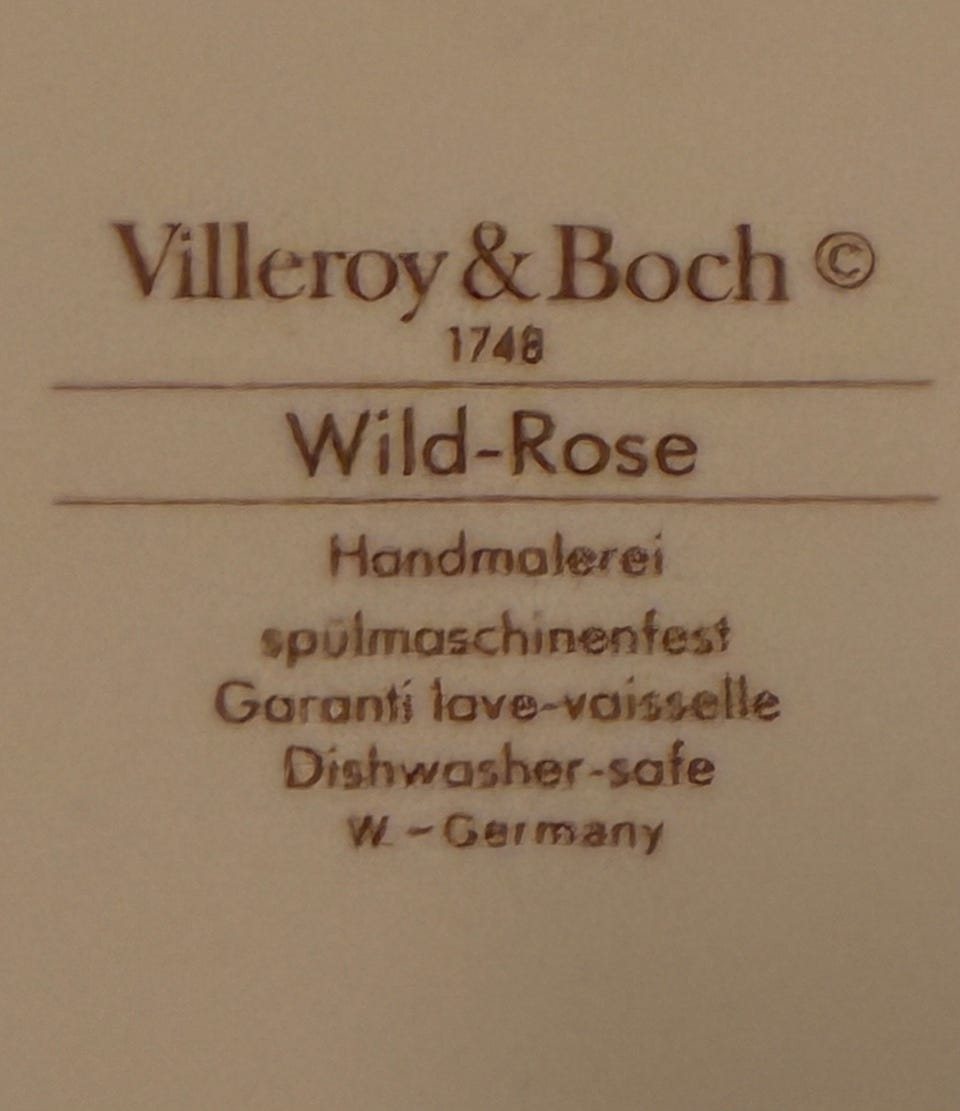 Villeroy & Boch ©
1748
Wild-Rose
Handmalerei
spülmaschinenfest
Garanti lave-vaisselle
Dishwasher-safe
W.-Germany